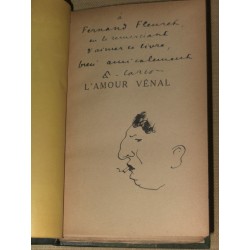 à
Fernand Fleuret
en le remerciant
d'aimer ce livre,
bien amicalement
F. Carco
L'AMOUR VÉNAL